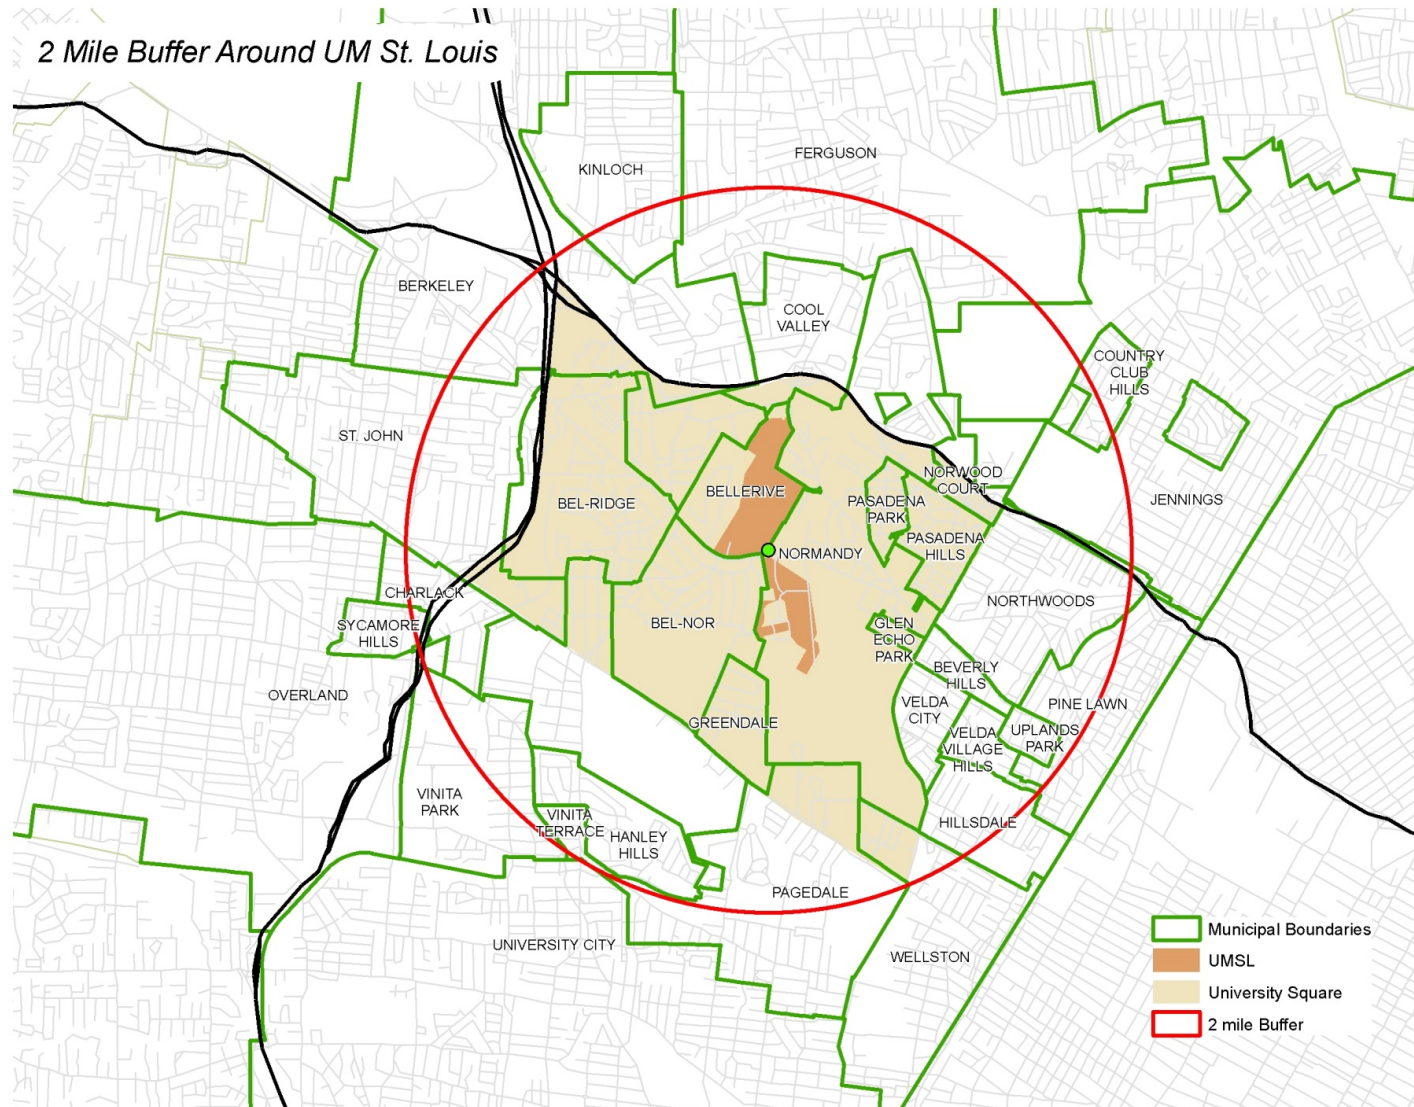 2 Mile Buffer Around UM St. Louis
FERGUSON
KINLOCH
BERKELEY
COOL
VALLEY
COUNTRY
CLUB
HILLS
ST. JOHN
NORWOOD
COURT
JENNINGS
BELLERIVE
BEL-RIDGE
PASADENA
PARK
PASADENA
HILLS
NORMANDY
CHARLACK
NORTHWOODS
SYCAMORE
HILLS
BEL-NOR
GLEN
ECHO
PARK
BEVERLY
HILLS
OVERLAND
VELDA
CITY
PINE LAWN
GREENDALE
VELDA
VILLAGE
HILLS
UPLANDS
PARK
VINITA
PARK
VINITA
TERRACE
HANLEY
HILLS
HILLSDALE
PAGEDALE
UNIVERSITY CITY
WELLSTON
Municipal Boundaries
UMSL
University Square
2 mile Buffer